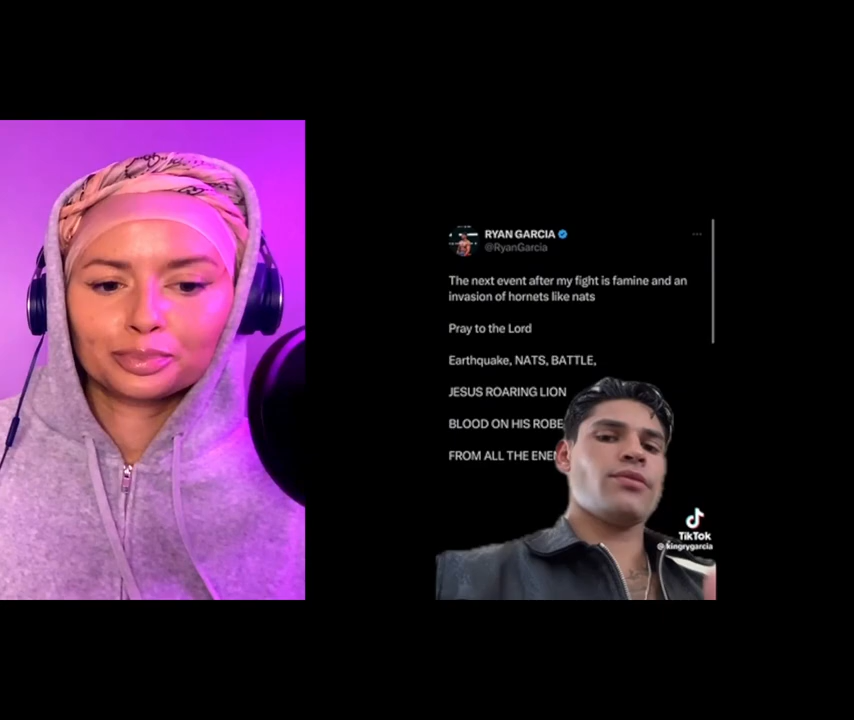 RYAN GARCIA
@RyanGarcia
The next event after my fight is famine and an
invasion of hornets like nats
Pray to the Lord
Earthquake, NATS, BATTLE,
JESUS ROARING LION
BLOOD ON HIS ROBE
FROM ALL THE
TikTok
@kingrygarcia